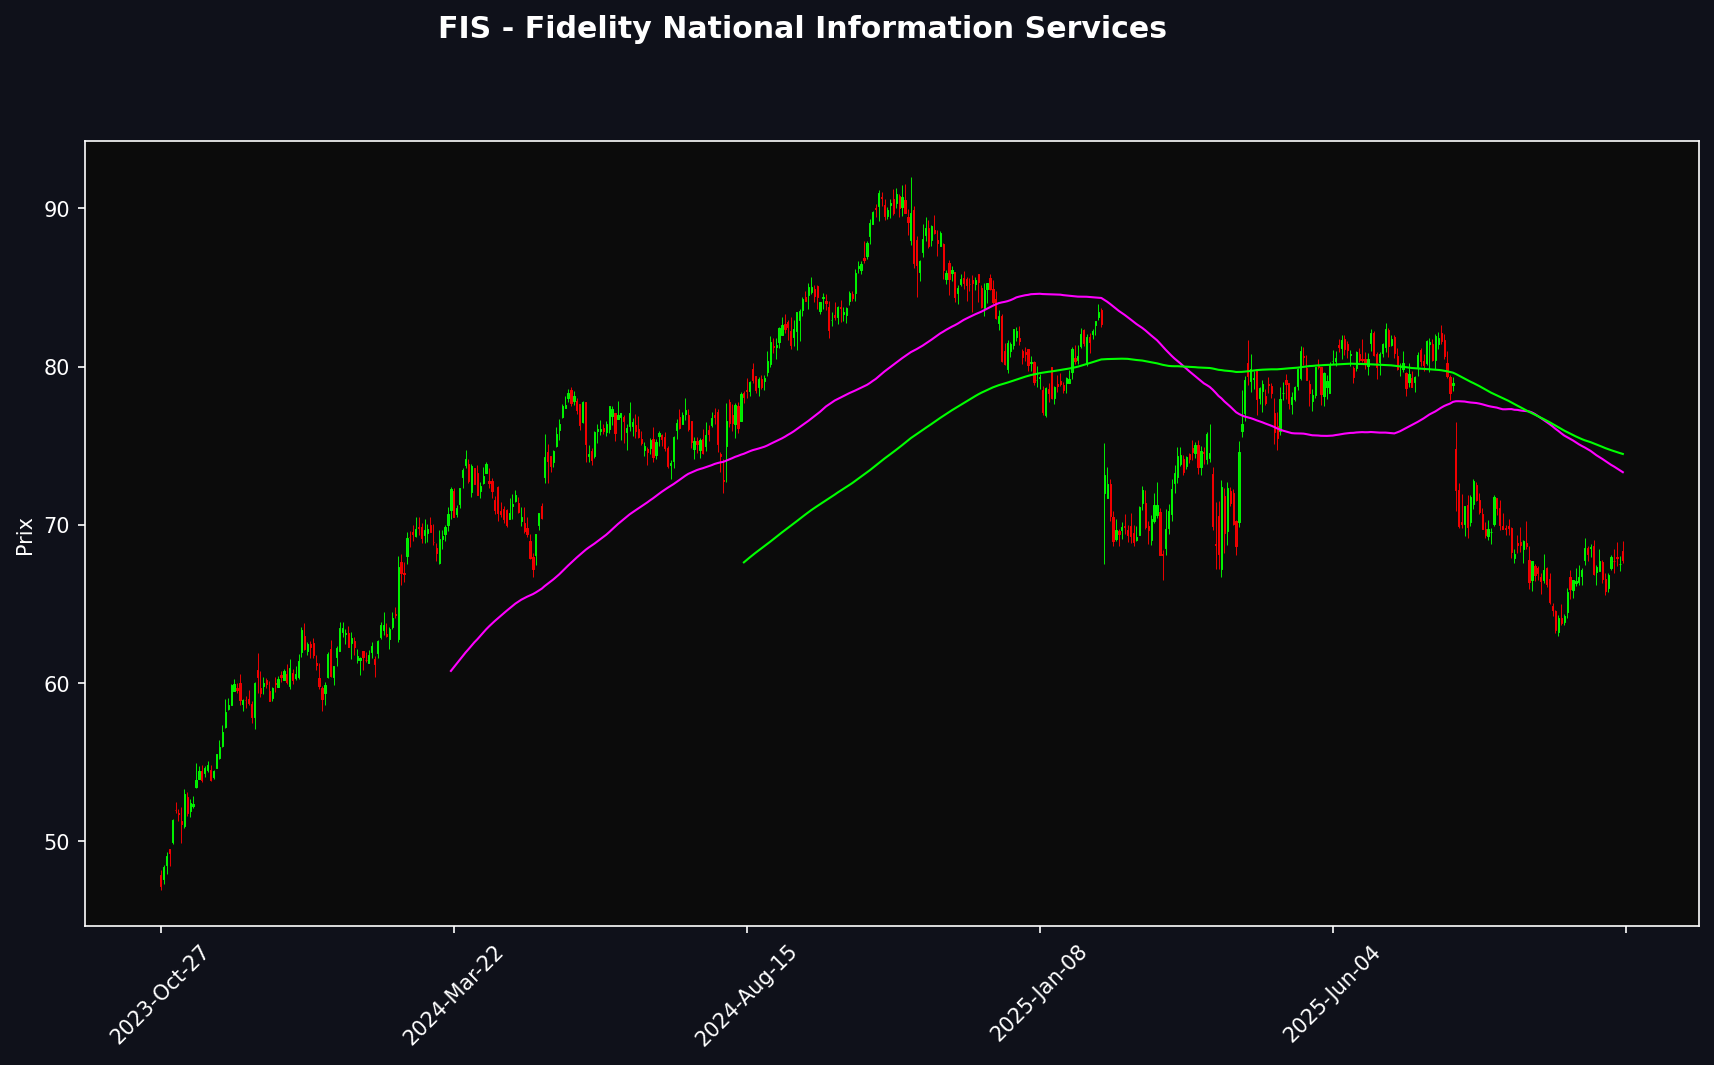 FIS - Fidelity National Information Services
Prix
90
80
70
60
50
2023-Oct-27
2024-Mar-22
2024-Aug-15
2025-Jan-08
2025-Jun-04